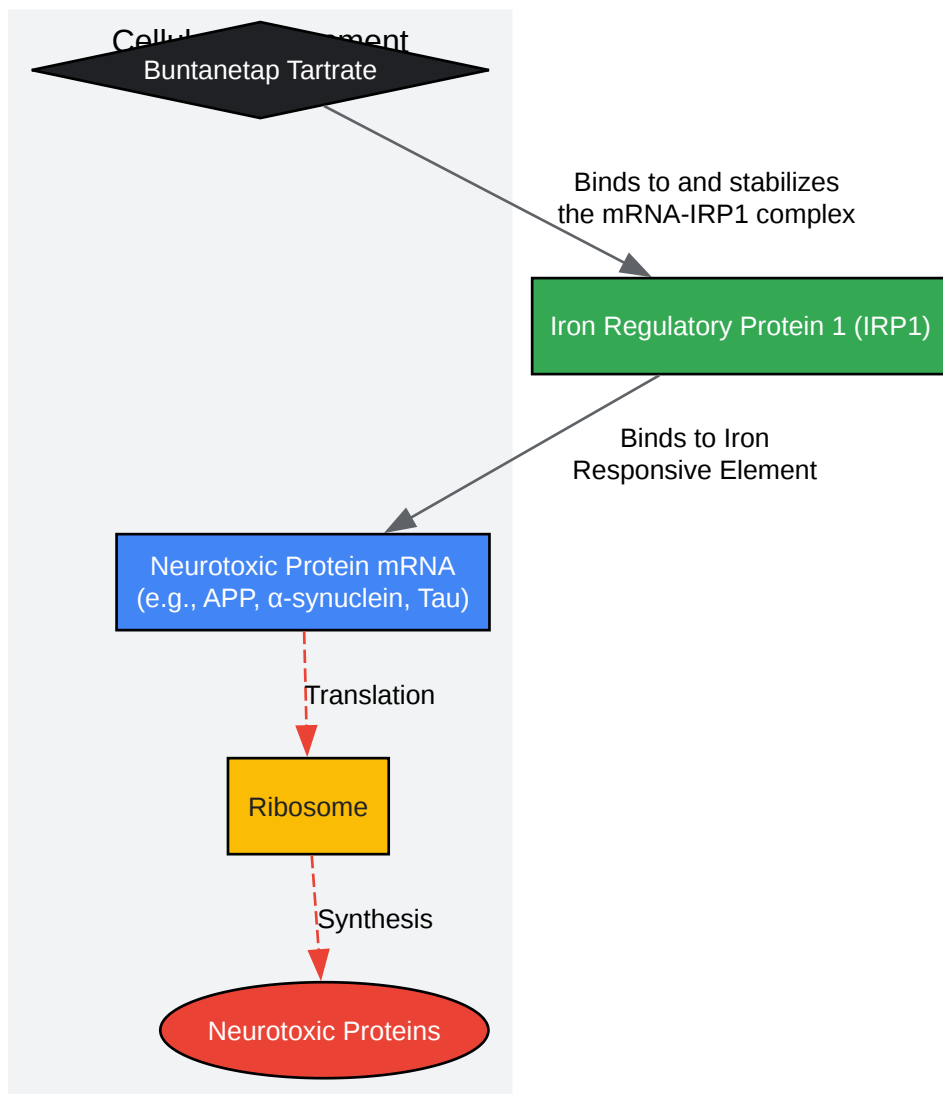 Buntanetap Tartrate
Binds to and stabilizes
the mRNA-IRP1 complex
Iron Regulatory Protein 1 (IRP1)
Binds to Iron
Responsive Element
Neurotoxic Protein mRNA
(e.g., APP, α-synuclein, Tau)
Translation
Ribosome
Synthesis
Neurotoxic Proteins